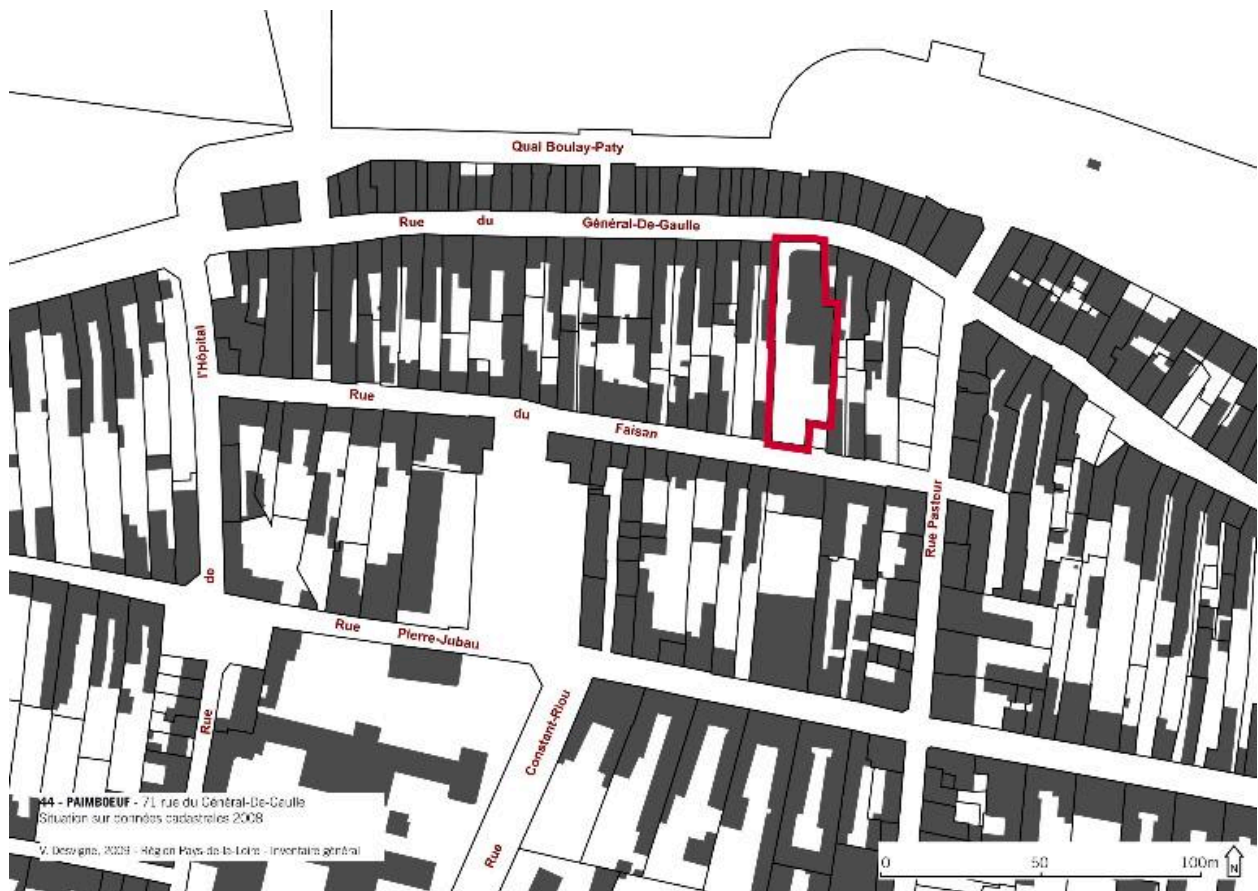 Quai Boulay-Paty
Rue du Général-De-Gaulle
Rue de l'Hôpital
Rue du Faisan
Rue Pasteur
Rue Pierre-Jubau
Rue Constant-Riou
44 - PAIMBOEUF - 71 rue du Général-De-Gaulle
Situation sur données cadastrales 2008
V. Desvigne, 2009 - Région Pays-de-la-Loire - Inventaire général
0 50 100m
N